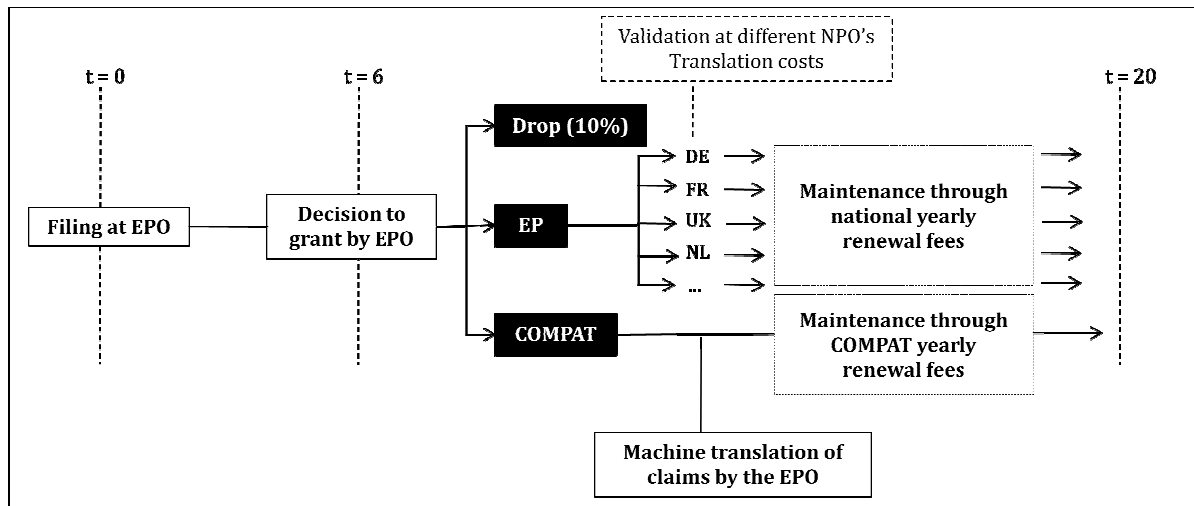 Validation at different NPO's
Translation costs
t = 0
t = 6
t = 20
Drop (10%)
DE
FR
UK
NL
...
Filing at EPO
Decision to
grant by EPO
EP
Maintenance through
national yearly
renewal fees
COMPAT
Maintenance through
COMPAT yearly
renewal fees
Machine translation of
claims by the EPO